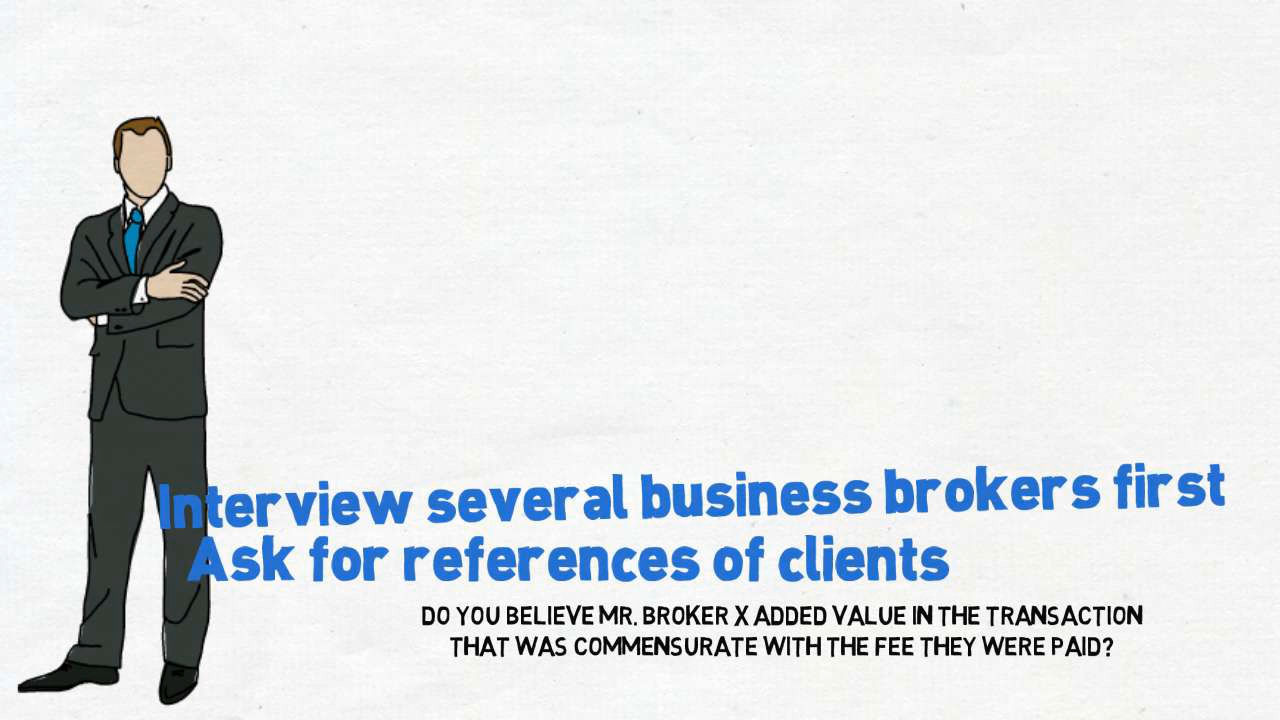 Interview several business brokers first
Ask for references of clients
DO YOU BELIEVE MR. BROKER X ADDED VALUE IN THE TRANSACTION
THAT WAS COMMENSURATE WITH THE FEE THEY WERE PAID?